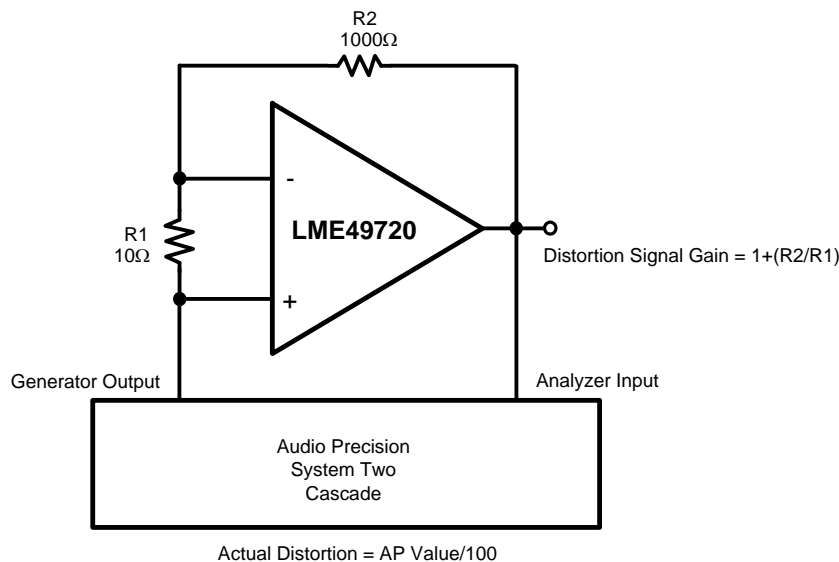 R2
1000Ω
-
R1
10Ω
LME49720
+
Distortion Signal Gain = 1+(R2/R1)
Generator Output
Analyzer Input
Audio Precision
System Two
Cascade
Actual Distortion = AP Value/100